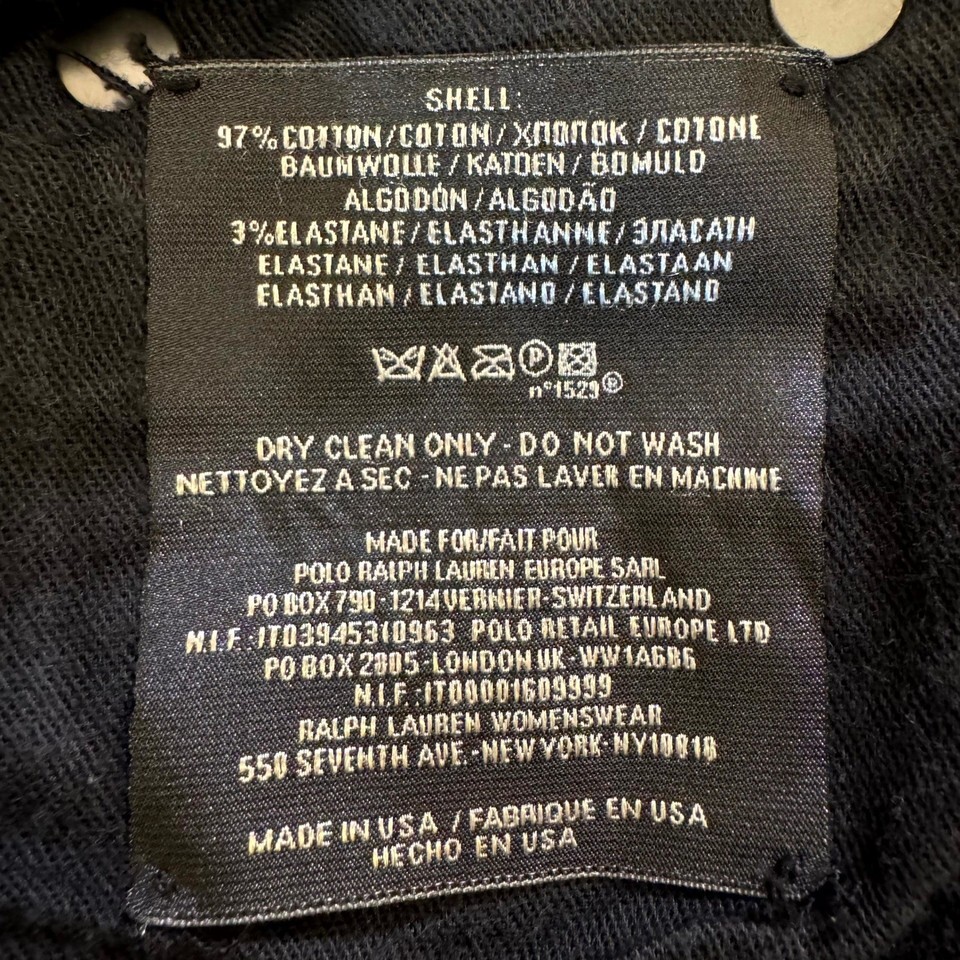 SHELL:
97% COTTON / COTON / ХЛОПОК / COTONE
BAUMWOLLE / KATOEN / BOMULD
ALGODÓN / ALGODÃO
3% ELASTANE / ELASTHANNE / ЭЛАСАТН
ELASTANE / ELASTHAN / ELASTAAN
ELASTHAN / ELASTANO / ELASTANO
P
n°1529®
DRY CLEAN ONLY - DO NOT WASH
NETTOYEZ A SEC - NE PAS LAVER EN MACHINE
MADE FOR/FAIT POUR
POLO RALPH LAUREN EUROPE SARL
PO BOX 790 - 1214 VERNIER - SWITZERLAND
N.I.F.:IT03945310963 POLO RETAIL EUROPE LTD
PO BOX 2805 - LONDON UK - WW1A6BG
N.I.F.:IT00001609999
RALPH LAUREN WOMENSWEAR
550 SEVENTH AVE. - NEW YORK - NY10018
MADE IN USA / FABRIQUE EN USA
HECHO EN USA